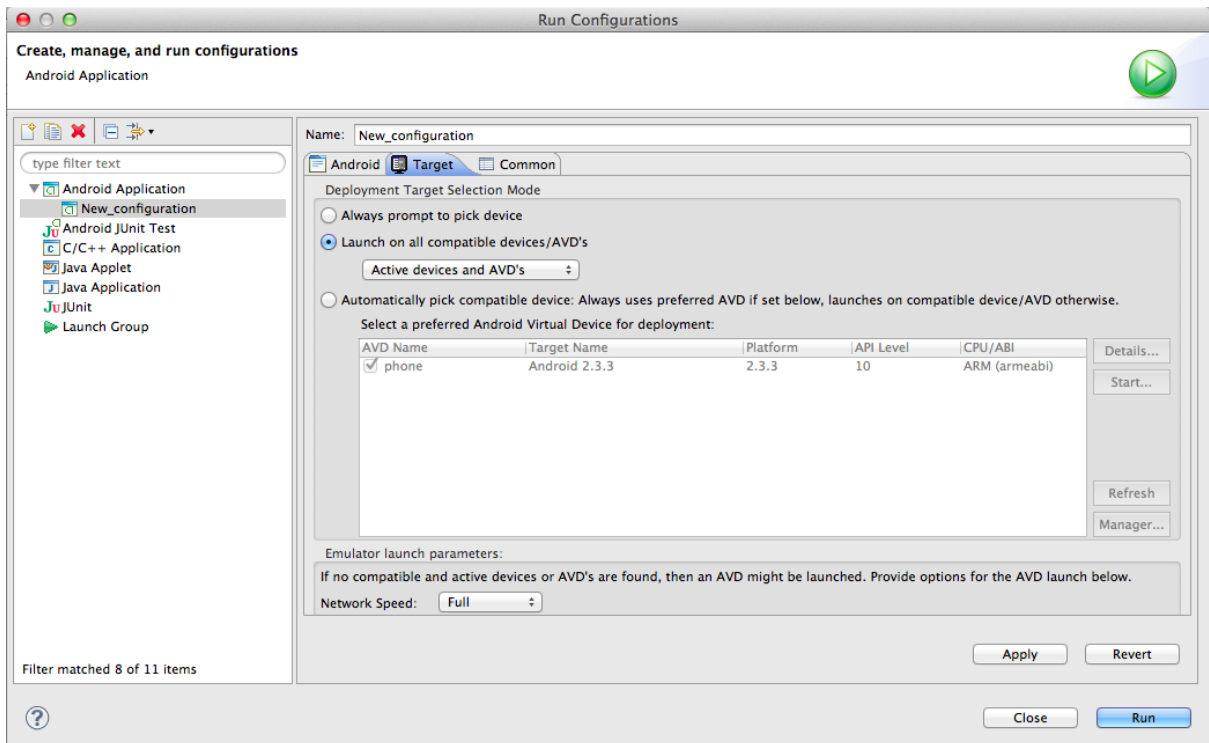 Run Configurations
Create, manage, and run configurations
Android Application
type filter text
Android Application
New_configuration
Android JUnit Test
C/C++ Application
Java Applet
Java Application
JUnit
Launch Group
Filter matched 8 of 11 items
Name: New_configuration
Android Target Common
Deployment Target Selection Mode
Always prompt to pick device
Launch on all compatible devices/AVD's
Active devices and AVD's
Automatically pick compatible device: Always uses preferred AVD if set below, launches on compatible device/AVD otherwise.
Select a preferred Android Virtual Device for deployment:
AVD Name Target Name Platform API Level CPU/ABI
phone Android 2.3.3 2.3.3 10 ARM (armeabi)
Details...
Start...
Refresh
Manager...
Emulator launch parameters:
If no compatible and active devices or AVD's are found, then an AVD might be launched. Provide options for the AVD launch below.
Network Speed: Full
Apply Revert
? Close Run